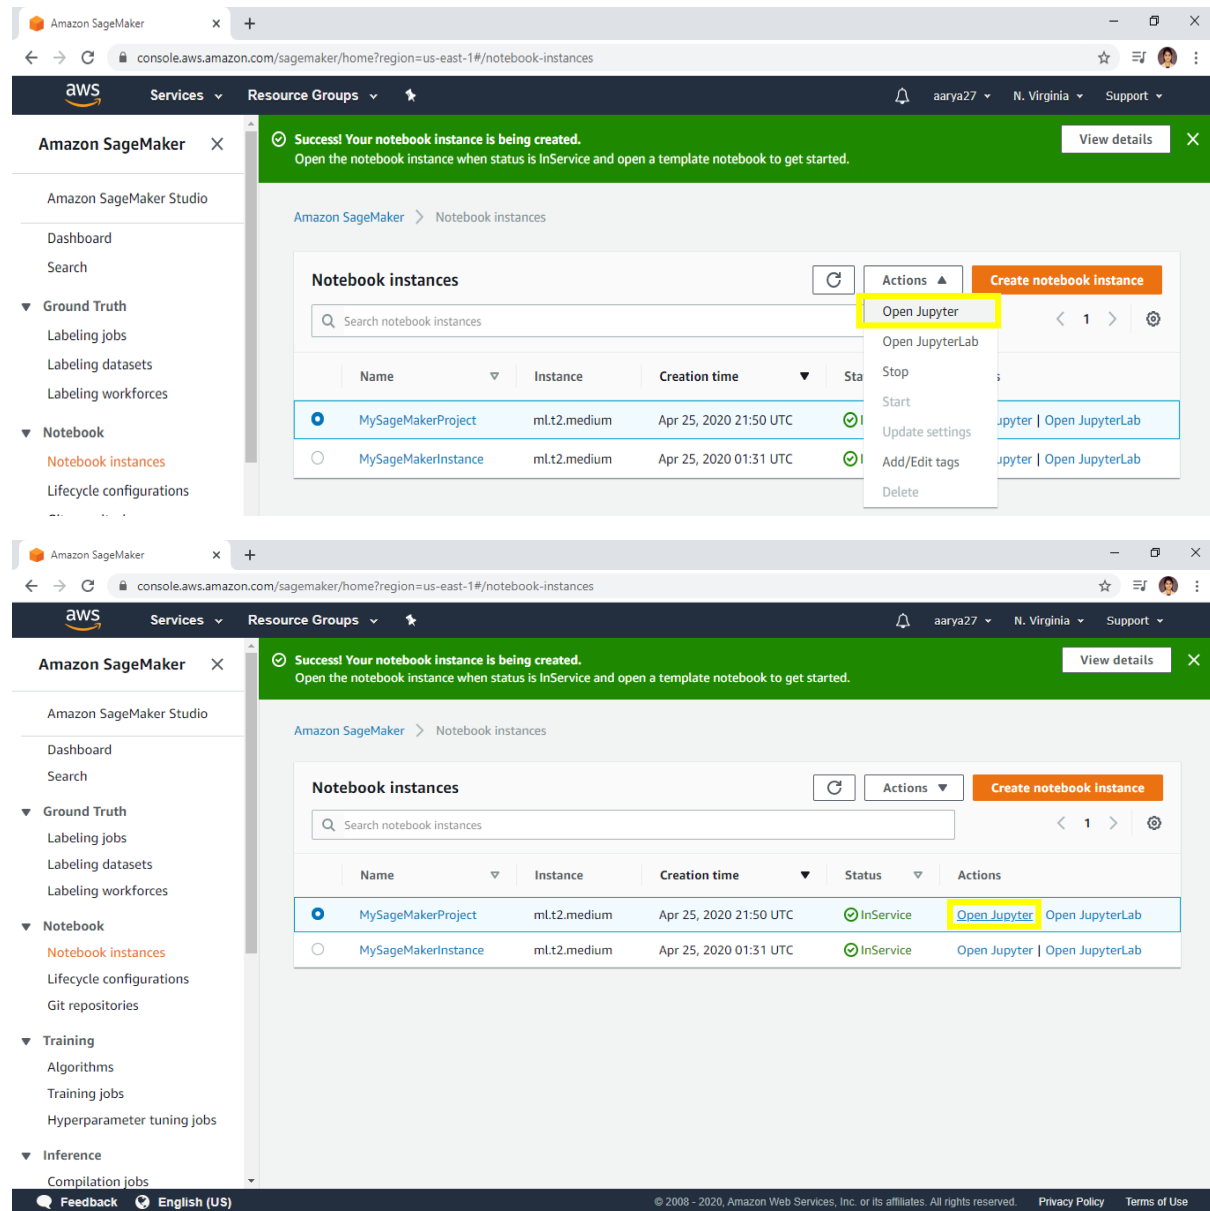 Amazon SageMaker
console.aws.amazon.com/sagemaker/home?region=us-east-1#/notebook-instances
aws Services Resource Groups aarya27 N. Virginia Support
Amazon SageMaker
Amazon SageMaker Studio
Dashboard
Search
Ground Truth
Labeling jobs
Labeling datasets
Labeling workforces
Notebook
Notebook instances
Lifecycle configurations
Success! Your notebook instance is being created. View details
Open the notebook instance when status is InService and open a template notebook to get started.
Amazon SageMaker > Notebook instances
Notebook instances Actions Create notebook instance
Search notebook instances 1
Open Jupyter
Open JupyterLab
Stop
Start
Update settings
Add/Edit tags
Delete
Name Instance Creation time Sta s
MySageMakerProject ml.t2.medium Apr 25, 2020 21:50 UTC I upyter | Open JupyterLab
MySageMakerInstance ml.t2.medium Apr 25, 2020 01:31 UTC I upyter | Open JupyterLab
Amazon SageMaker
console.aws.amazon.com/sagemaker/home?region=us-east-1#/notebook-instances
aws Services Resource Groups aarya27 N. Virginia Support
Amazon SageMaker
Amazon SageMaker Studio
Dashboard
Search
Ground Truth
Labeling jobs
Labeling datasets
Labeling workforces
Notebook
Notebook instances
Lifecycle configurations
Git repositories
Training
Algorithms
Training jobs
Hyperparameter tuning jobs
Inference
Compilation jobs
Success! Your notebook instance is being created. View details
Open the notebook instance when status is InService and open a template notebook to get started.
Amazon SageMaker > Notebook instances
Notebook instances Actions Create notebook instance
Search notebook instances 1
Name Instance Creation time Status Actions
MySageMakerProject ml.t2.medium Apr 25, 2020 21:50 UTC InService Open Jupyter Open JupyterLab
MySageMakerInstance ml.t2.medium Apr 25, 2020 01:31 UTC InService Open Jupyter | Open JupyterLab
Feedback English (US) © 2008 - 2020, Amazon Web Services, Inc. or its affiliates. All rights reserved. Privacy Policy Terms of Use